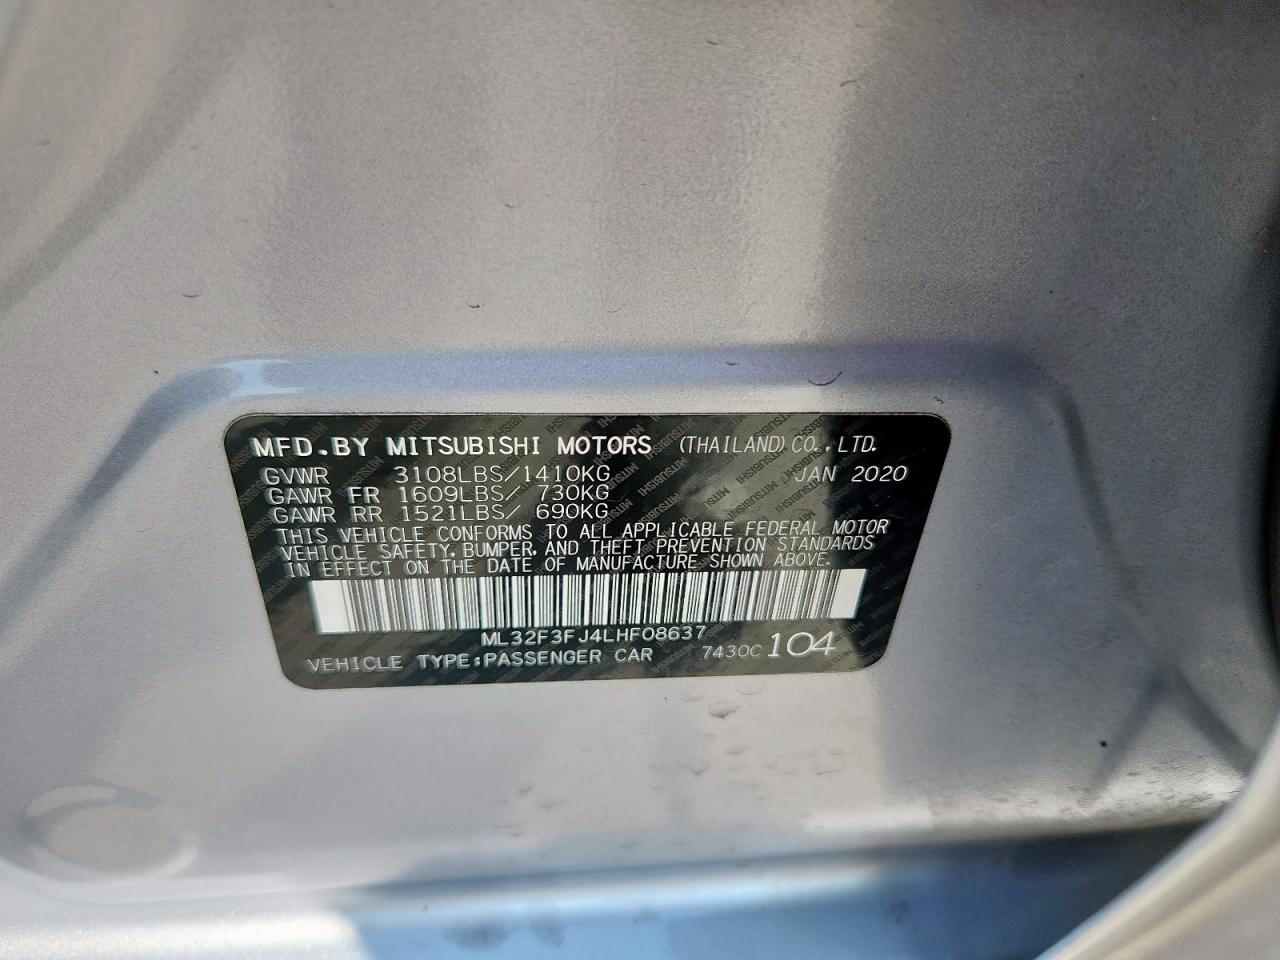 MFD.BY MITSUBISHI MOTORS (THAILAND) CO.,LTD.
GVWR 3108LBS/1410KG JAN 2020
GAWR FR 1609LBS/ 730KG
GAWR RR 1521LBS/ 690KG
THIS VEHICLE CONFORMS TO ALL APPLICABLE FEDERAL MOTOR
VEHICLE SAFETY, BUMPER, AND THEFT PREVENTION STANDARDS
IN EFFECT ON THE DATE OF MANUFACTURE SHOWN ABOVE.
ML32F3FJ4LHF08637
VEHICLE TYPE:PASSENGER CAR 7430C 104